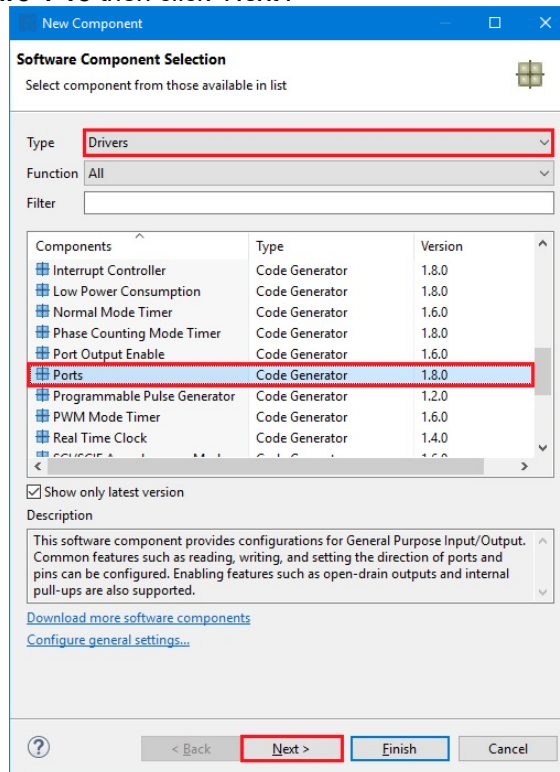 then click
New Component
Software Component Selection
Select component from those available in list
Type Drivers
Function All
Filter
Components Type Version
Interrupt Controller Code Generator 1.8.0
Low Power Consumption Code Generator 1.8.0
Normal Mode Timer Code Generator 1.6.0
Phase Counting Mode Timer Code Generator 1.8.0
Port Output Enable Code Generator 1.6.0
Ports Code Generator 1.8.0
Programmable Pulse Generator Code Generator 1.2.0
PWM Mode Timer Code Generator 1.6.0
Real Time Clock Code Generator 1.4.0
Show only latest version
Description
This software component provides configurations for General Purpose Input/Output.
Common features such as reading, writing, and setting the direction of ports and
pins can be configured. Enabling features such as open-drain outputs and internal
pull-ups are also supported.
Download more software components
Configure general settings...
? < Back Next > Finish Cancel